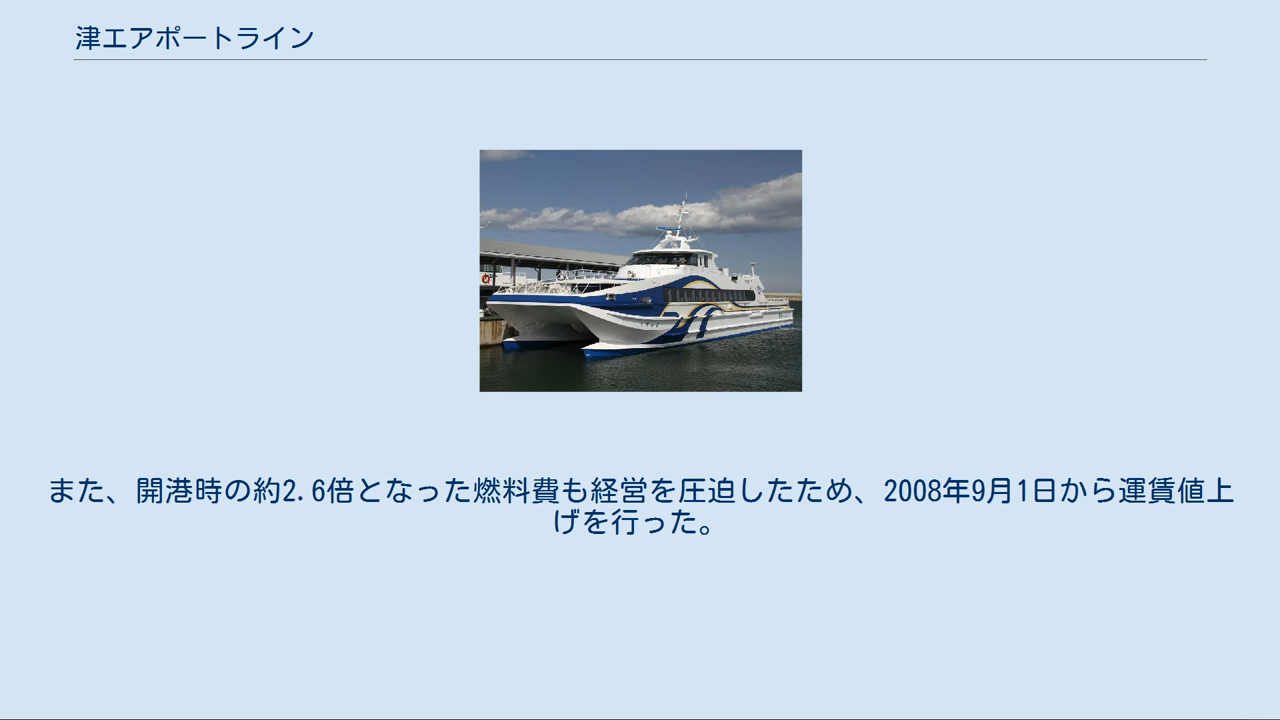 津エアポートライン
また、開港時の約2.6倍となった燃料費も経営を圧迫したため、2008年9月1日から運賃値上
げを行った。